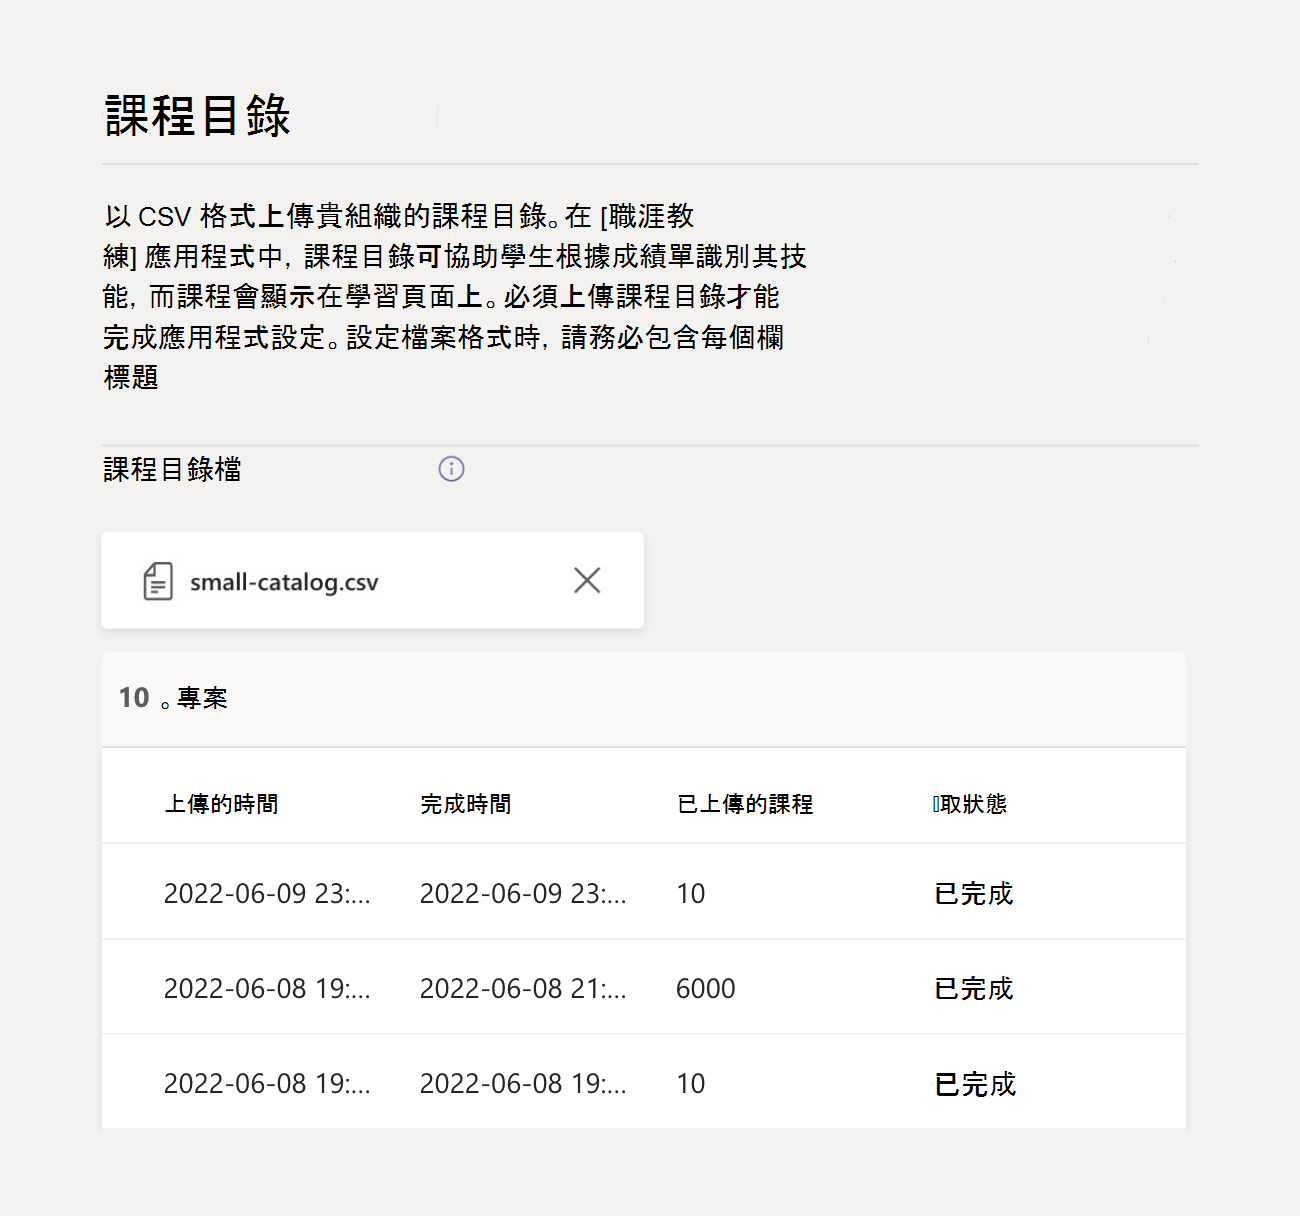 課程目錄
以 CSV 格式上傳貴組織的課程目錄。在 [職涯教
練] 應用程式中, 課程目錄可協助學生根據成績單識別其技
能, 而課程會顯示在學習頁面上。必須上傳課程目錄才能
完成應用程式設定。設定檔案格式時, 請務必包含每個欄
標題
課程目錄檔
small-catalog.csv
10 。專案
上傳的時間 完成時間 已上傳的課程 取狀態
2022-06-09 23:... 2022-06-09 23:... 10 已完成
2022-06-08 19:... 2022-06-08 21:... 6000 已完成
2022-06-08 19:... 2022-06-08 19:... 10 已完成